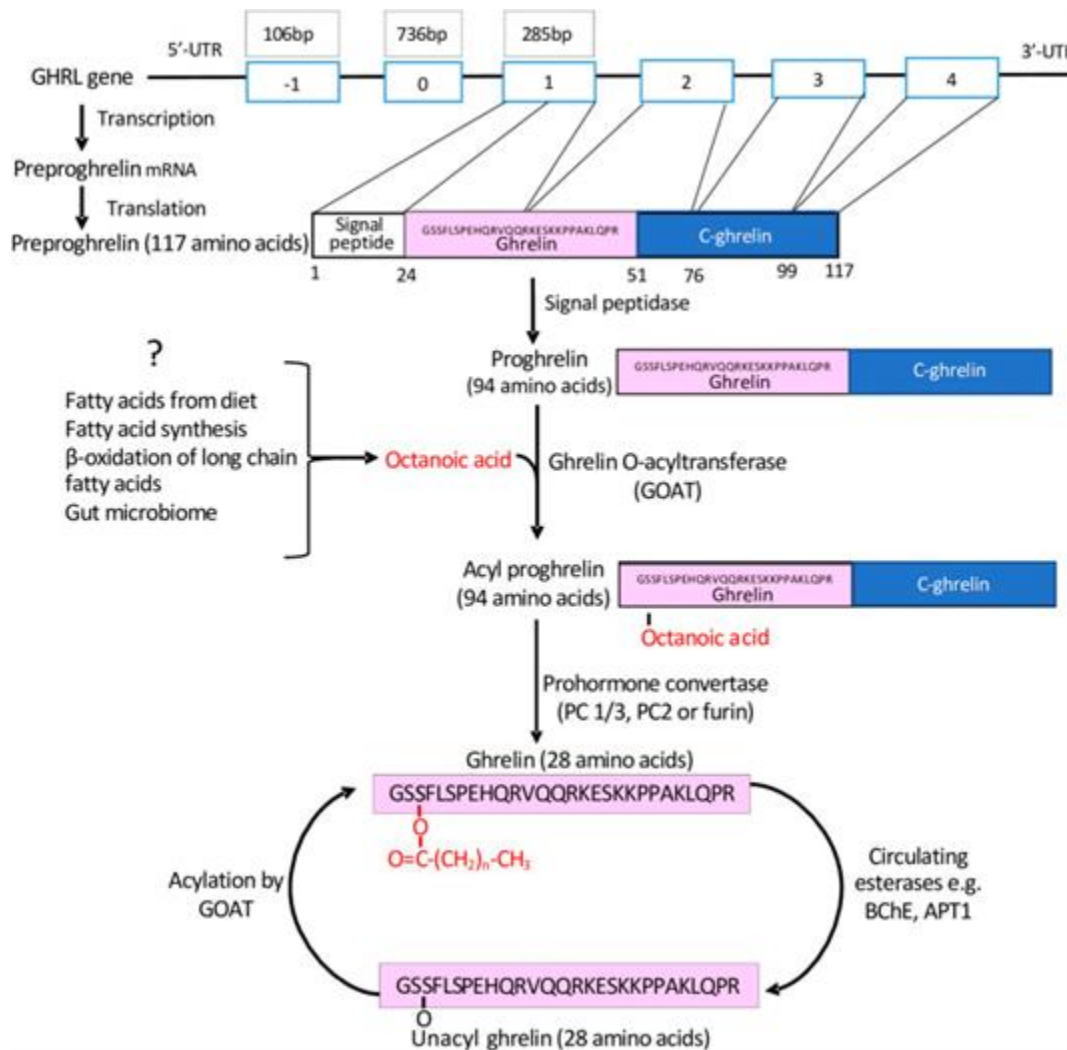 106bp
736bp
285bp
5'-UTR
3'-UT
GHRL gene
-1
0
1
2
3
4
Transcription
Preproghrelin mRNA
Translation
Preproghrelin (117 amino acids)
Signal
peptide
GSSFLSPEHQRVQQRKESKKPPAKLQPR
Ghrelin
C-ghrelin
1
24
51
76
99
117
Signal peptidase
?
Proghrelin
(94 amino acids)
GSSFLSPEHQRVQQRKESKKPPAKLQPR
Ghrelin
C-ghrelin
Fatty acids from diet
Fatty acid synthesis
β-oxidation of long chain
fatty acids
Gut microbiome
Octanoic acid
Ghrelin O-acyltransferase
(GOAT)
Acyl proghrelin
(94 amino acids)
GSSFLSPEHQRVQQRKESKKPPAKLQPR
Ghrelin
C-ghrelin
Octanoic acid
Prohormone convertase
(PC 1/3, PC2 or furin)
Ghrelin (28 amino acids)
GSSFLSPEHQRVQQRKESKKPPAKLQPR
O
O=C-(CH₂)ₙ-CH₃
Acylation by
GOAT
Circulating
esterases e.g.
BChE, APT1
GSSFLSPEHQRVQQRKESKKPPAKLQPR
O
Unacyl ghrelin (28 amino acids)